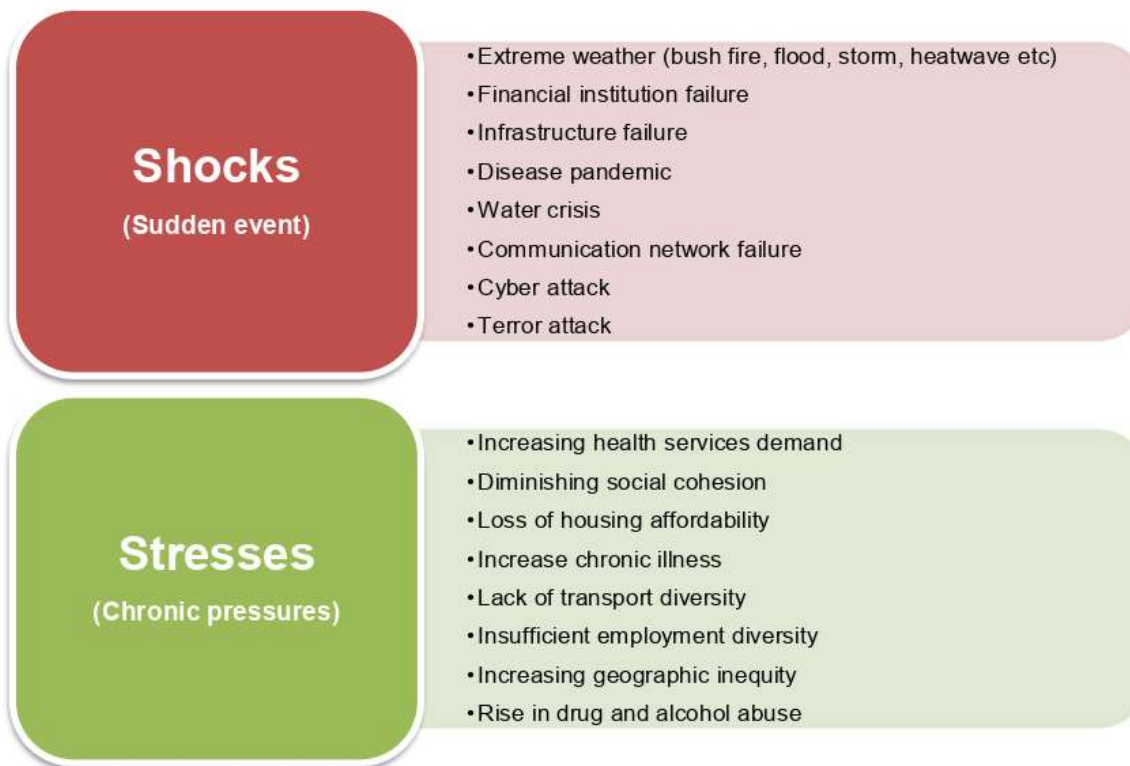 Shocks
(Sudden event)
•Extreme weather (bush fire, flood, storm, heatwave etc)
•Financial institution failure
•Infrastructure failure
•Disease pandemic
•Water crisis
•Communication network failure
•Cyber attack
•Terror attack
Stresses
(Chronic pressures)
•Increasing health services demand
•Diminishing social cohesion
•Loss of housing affordability
•Increase chronic illness
•Lack of transport diversity
•Insufficient employment diversity
•Increasing geographic inequity
•Rise in drug and alcohol abuse